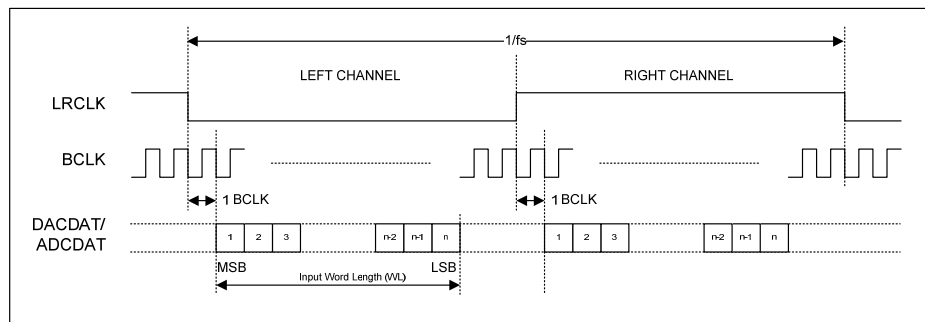 1/fs
LEFT CHANNEL RIGHT CHANNEL
LRCLK
BCLK
1 BCLK 1 BCLK
DACDAT/
ADCDAT
1 2 3 n-2 n-1 n 1 2 3 n-2 n-1 n
MSB LSB
Input Word Length (WL)